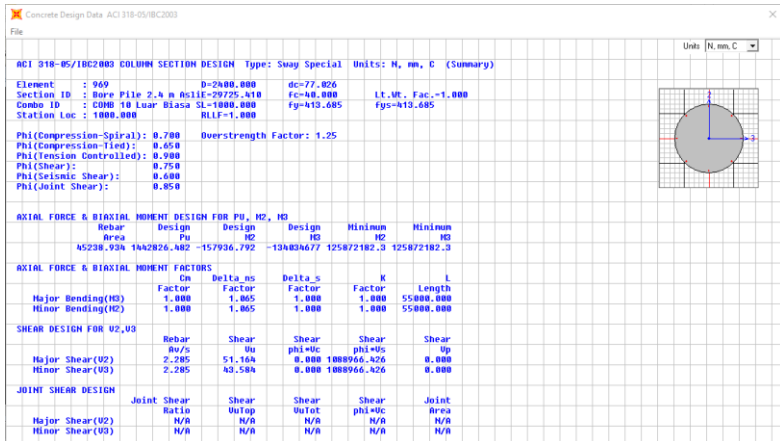 Concrete Design Data ACI 318-05/IBC2003
File
Units N, mm, C
ACI 318-05/IBC2003 COLUMN SECTION DESIGN Type: Sway Special Units: N, mm, C (Summary)
Element : 969 D=2400.000 dc=77.026
Section ID : Bore Pile 2.4 m AsliE=29725.410 fc=40.000 Lt.Wt. Fac.=1.000
Combo ID : COMB 10 Luar Biasa SL=1000.000 fy=413.685 fys=413.685
Station Loc : 1000.000 RLLF=1.000
Phi(Compression-Spiral): 0.700 Overstrength Factor: 1.25
Phi(Compression-Tied): 0.650
Phi(Tension Controlled): 0.900
Phi(Shear): 0.750
Phi(Seismic Shear): 0.600
Phi(Joint Shear): 0.850
2
3
AXIAL FORCE & BIAXIAL MOMENT DESIGN FOR PU, M2, M3
Rebar Design Design Design Minimum Minimum
Area Pu M2 M3 M2 M3
45238.934 1442826.482 -157936.792 -134034677 125872182.3 125872182.3
AXIAL FORCE & BIAXIAL MOMENT FACTORS
Cm Delta_ns Delta_s K L
Factor Factor Factor Factor Length
Major Bending(M3) 1.000 1.065 1.000 1.000 55000.000
Minor Bending(M2) 1.000 1.065 1.000 1.000 55000.000
SHEAR DESIGN FOR V2,V3
Rebar Shear Shear Shear Shear
Av/s Vu phi*Vc phi*Vs Vp
Major Shear(V2) 2.285 51.164 0.000 1088966.426 0.000
Minor Shear(V3) 2.285 43.584 0.000 1088966.426 0.000
JOINT SHEAR DESIGN
Joint Shear Shear Shear Shear Joint
Ratio VuTop VuTot phi*Vc Area
Major Shear(V2) N/A N/A N/A N/A N/A
Minor Shear(V3) N/A N/A N/A N/A N/A